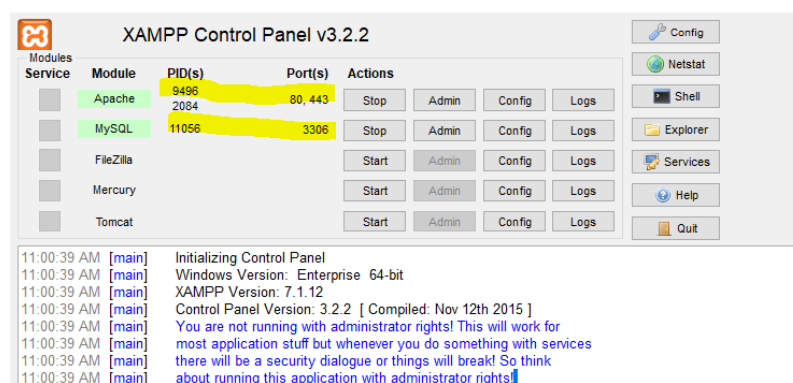 XAMPP Control Panel v3.2.2
Config
Modules
Service Module PID(s) Port(s) Actions
Netstat
Apache 9496 2084 80, 443 Stop Admin Config Logs
Shell
MySQL 11056 3306 Stop Admin Config Logs
Explorer
FileZilla Start Admin Config Logs
Services
Mercury Start Admin Config Logs
Help
Tomcat Start Admin Config Logs
Quit
11:00:39 AM [main] Initializing Control Panel
11:00:39 AM [main] Windows Version: Enterprise 64-bit
11:00:39 AM [main] XAMPP Version: 7.1.12
11:00:39 AM [main] Control Panel Version: 3.2.2 [ Compiled: Nov 12th 2015 ]
11:00:39 AM [main] You are not running with administrator rights! This will work for
11:00:39 AM [main] most application stuff but whenever you do something with services
11:00:39 AM [main] there will be a security dialogue or things will break! So think
11:00:39 AM [main] about running this application with administrator rights!